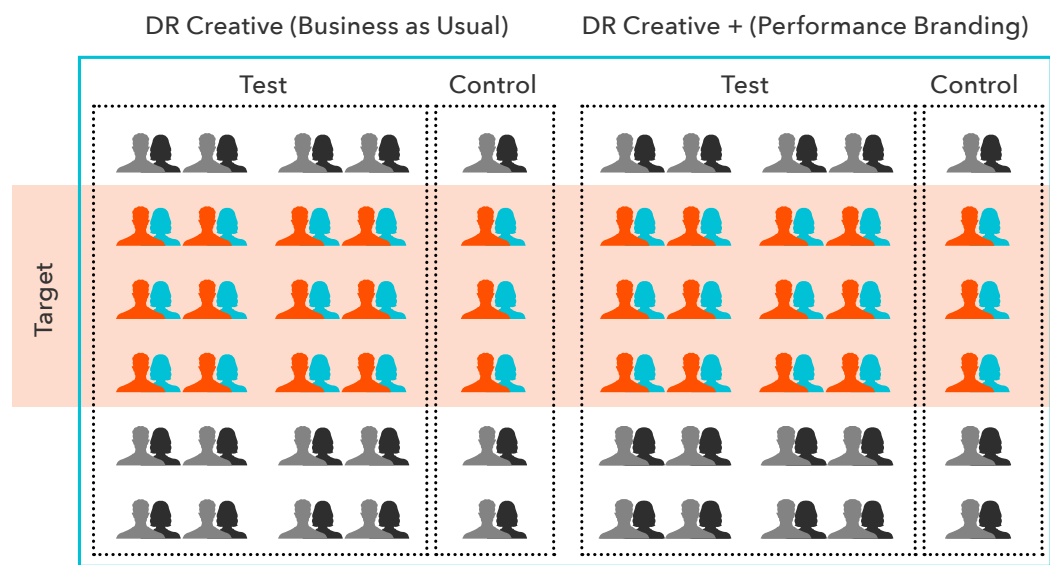 DR Creative (Business as Usual)
DR Creative + (Performance Branding)
Test
Control
Test
Control
Target